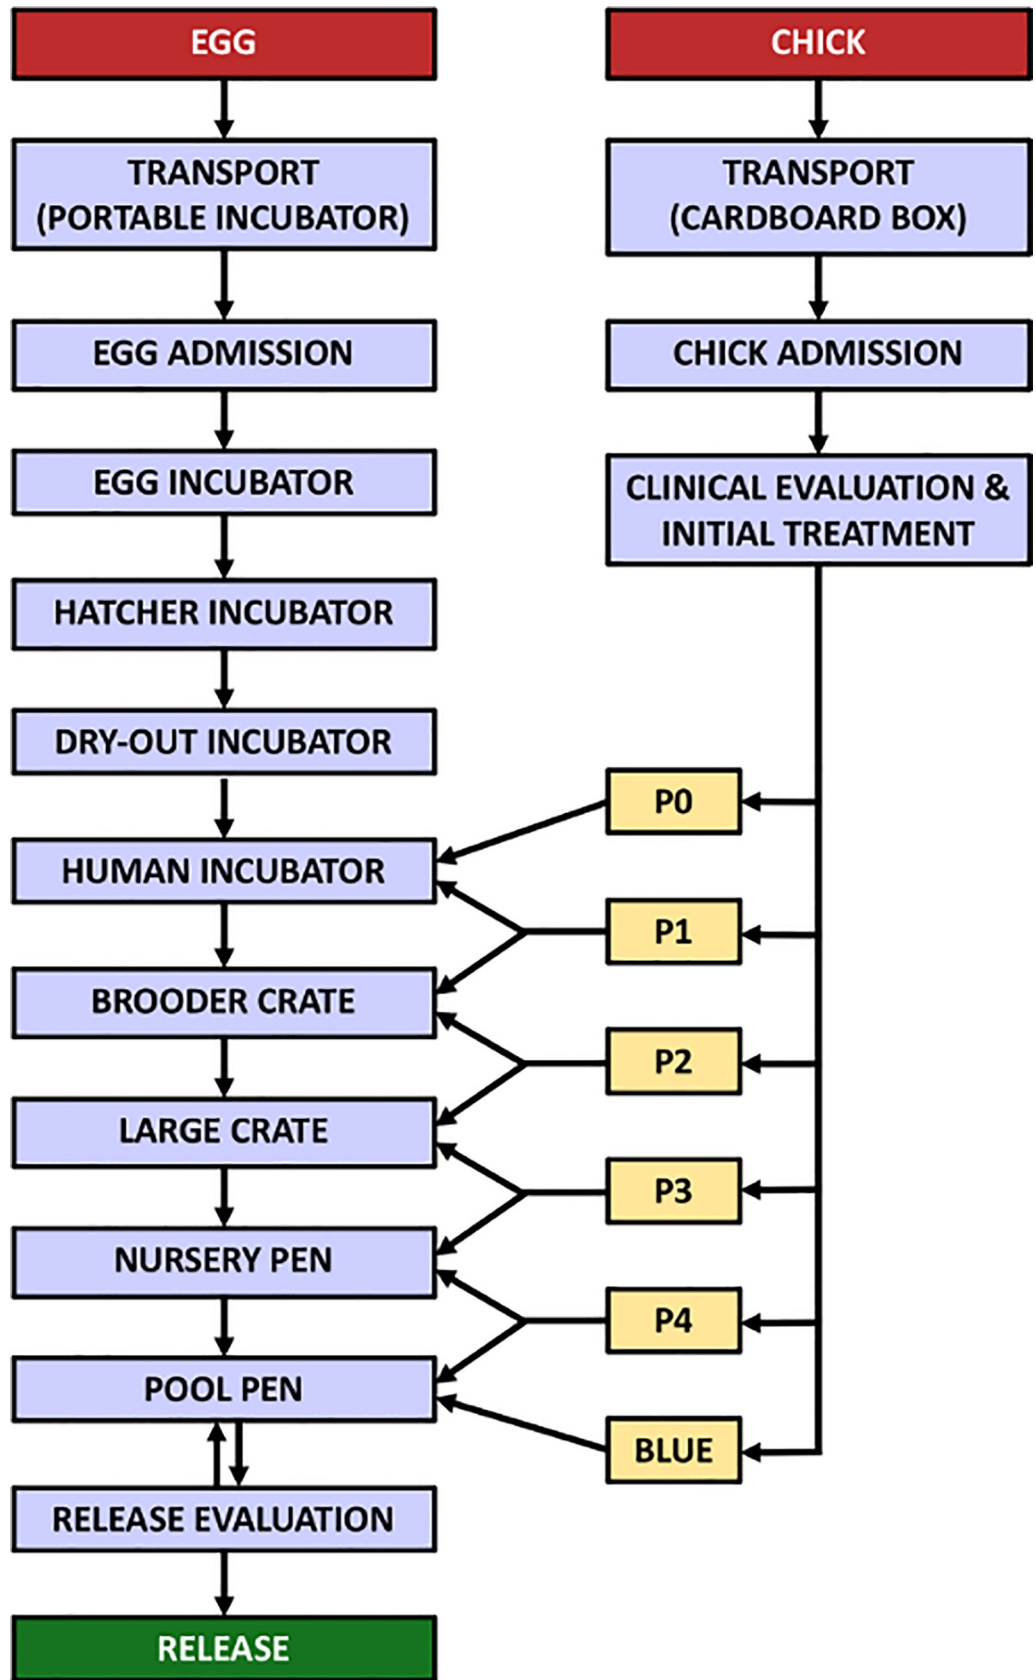 EGG
TRANSPORT
(PORTABLE INCUBATOR)
EGG ADMISSION
EGG INCUBATOR
HATCHER INCUBATOR
DRY-OUT INCUBATOR
HUMAN INCUBATOR
BROODER CRATE
LARGE CRATE
NURSERY PEN
POOL PEN
RELEASE EVALUATION
RELEASE
CHICK
TRANSPORT
(CARDBOARD BOX)
CHICK ADMISSION
CLINICAL EVALUATION &
INITIAL TREATMENT
P0
P1
P2
P3
P4
BLUE